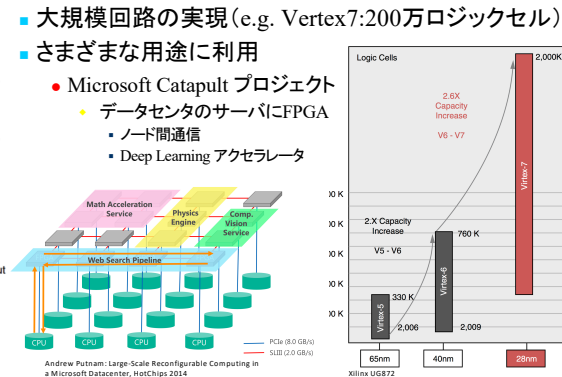 大規模回路の実現(e.g. Vertex7:200万ロジックセル)
さまざまな用途に利用
Microsoft Catapult プロジェクト
データセンタのサーバにFPGA
ノード間通信
Deep Learning アクセラレータ
Math Acceleration
Service
Physics
Engine
Comp.
Vision
Service
Web Search Pipeline
CPU
CPU
CPU
CPU
PCIe (8.0 GB/s)
SLIII (2.0 GB/s)
Andrew Putnam: Large-Scale Reconfigurable Computing in
a Microsoft Datacenter, HotChips 2014
Logic Cells
2,000K
2.6X
Capacity
Increase
V6 - V7
Virtex-7
2.X Capacity
Increase
V5 - V6
760 K
Virtex-6
330 K
Virtex-5
2,006
2,009
65nm
40nm
28nm
Xilinx UG872